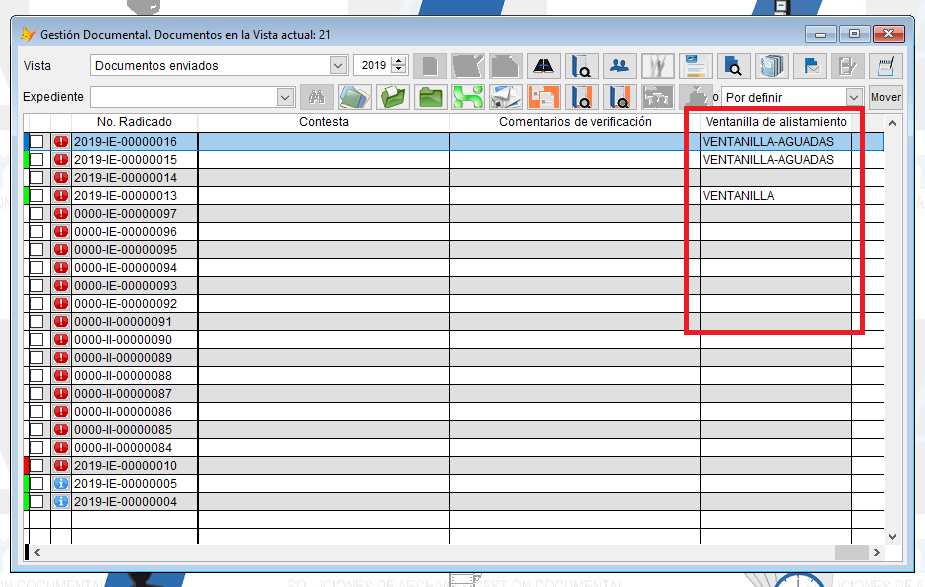 Gestión Documental. Documentos en la Vista actual: 21
Vista Documentos enviados 2019
Expediente o Por definir Mover
No. Radicado Contesta Comentarios de verificación Ventanilla de alistamiento
2019-IE-00000016 VENTANILLA-AGUADAS
2019-IE-00000015 VENTANILLA-AGUADAS
2019-IE-00000014
2019-IE-00000013 VENTANILLA
0000-IE-00000097
0000-IE-00000096
0000-IE-00000095
0000-IE-00000094
0000-IE-00000093
0000-IE-00000092
0000-II-00000091
0000-II-00000090
0000-II-00000089
0000-II-00000088
0000-II-00000087
0000-II-00000086
0000-II-00000085
0000-II-00000084
2019-IE-00000010
2019-IE-00000005
2019-IE-00000004